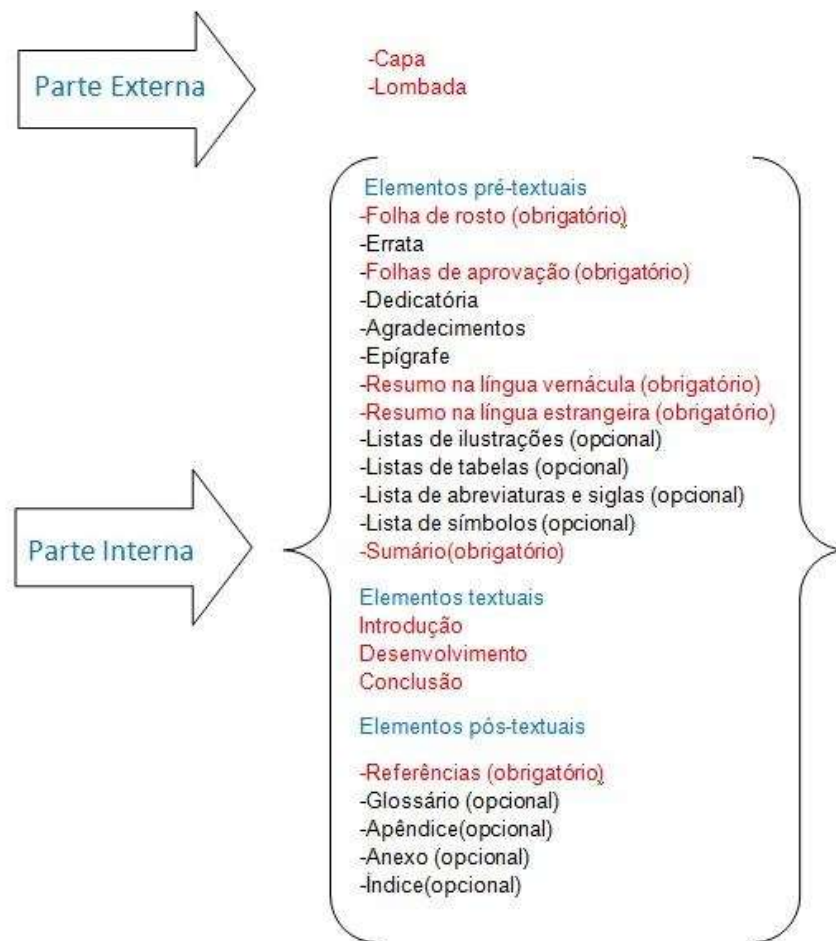 Parte Externa
-Capa
-Lombada
Elementos pré-textuais
-Folha de rosto (obrigatório)
-Errata
-Folhas de aprovação (obrigatório)
-Dedicatória
-Agradecimentos
-Epígrafe
-Resumo na língua vernácula (obrigatório)
-Resumo na língua estrangeira (obrigatório)
-Listas de ilustrações (opcional)
-Listas de tabelas (opcional)
-Lista de abreviaturas e siglas (opcional)
-Lista de símbolos (opcional)
Parte Interna
-Sumário(obrigatório)
Elementos textuais
Introdução
Desenvolvimento
Conclusão
Elementos pós-textuais
-Referências (obrigatório)
-Glossário (opcional)
-Apêndice(opcional)
-Anexo (opcional)
-Índice(opcional)